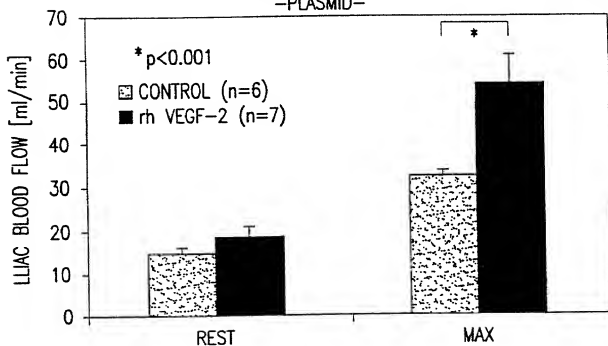 -PLASMID-
LLIAC BLOOD FLOW [ml/min]
70
60
50
40
30
20
10
0
*p<0.001
CONTROL (n=6)
rh VEGF-2 (n=7)
*
REST
MAX